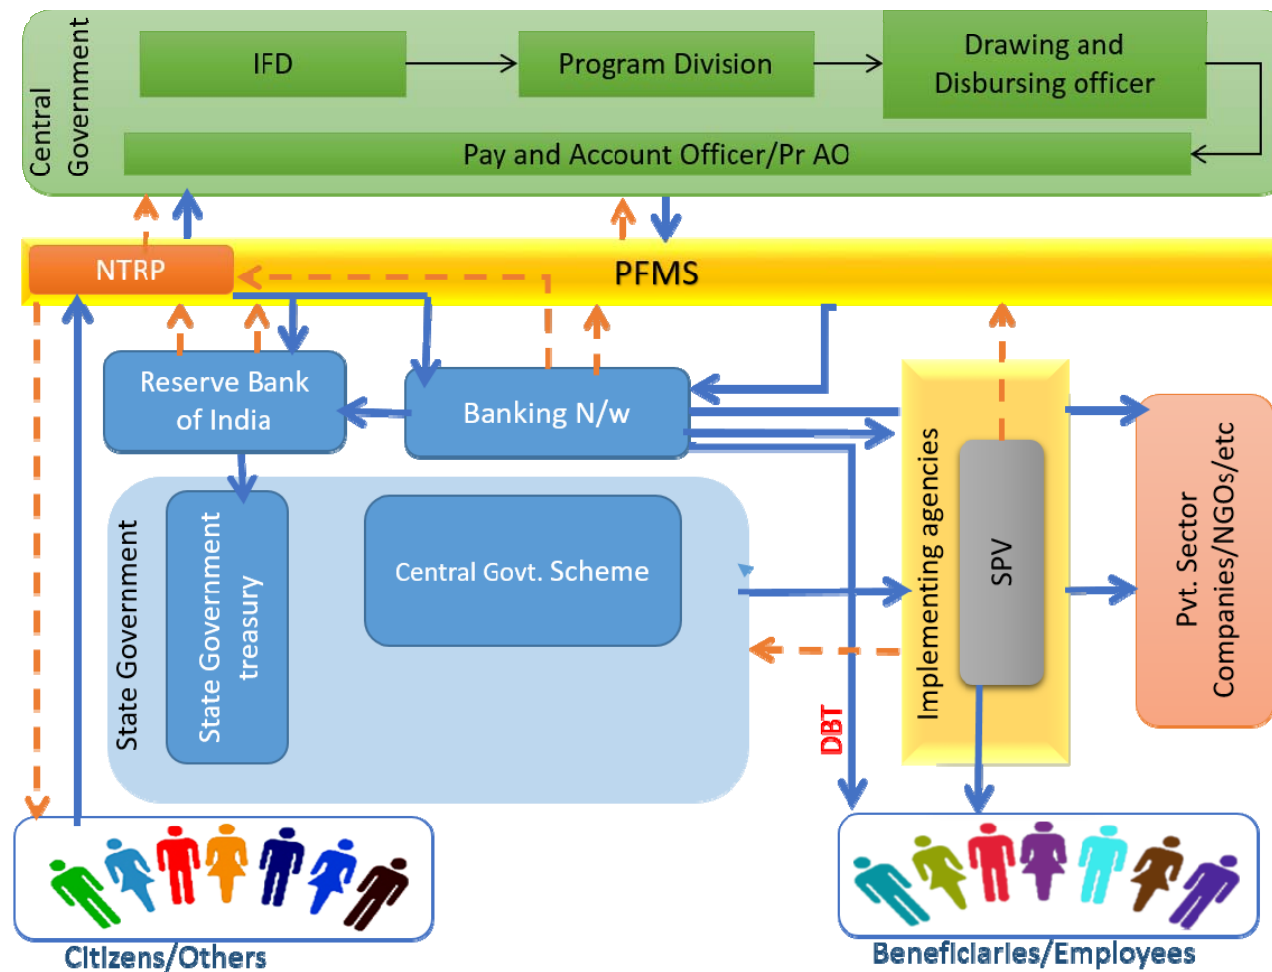 Central
Government
IFD
Program Division
Drawing and
Disbursing officer
Pay and Account Officer/Pr AO
NTRP
PFMS
Reserve Bank
of India
Banking N/w
State Government
State Government
treasury
Central Govt. Scheme
Implementing agencies
SPV
Pvt. Sector
Companies/NGOs/etc
DBT
Citizens/Others
Beneficiaries/Employees